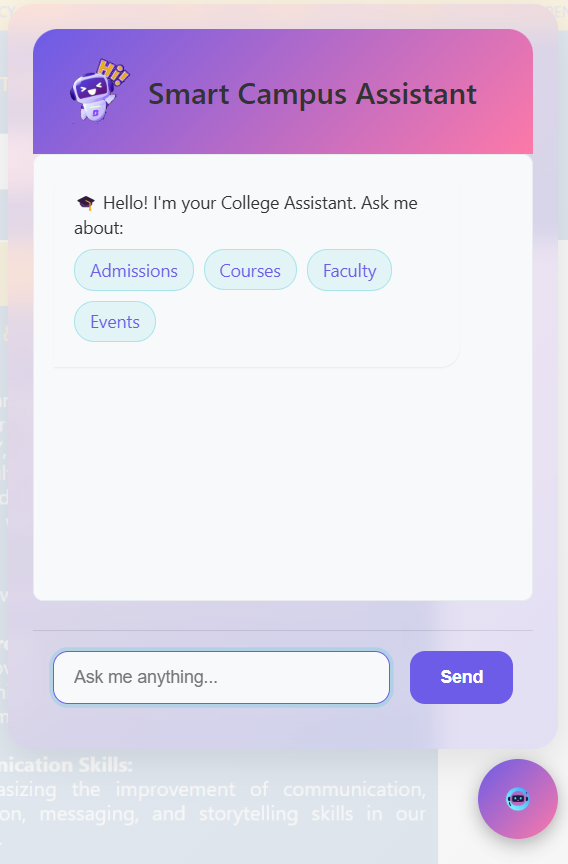 Hi!!
Smart Campus Assistant
Hello! I'm your College Assistant. Ask me
about:
Admissions Courses Faculty
Events
Ask me anything...
Send
nication Skills:
asizing the improvement of communication,
on, messaging, and storytelling skills in our